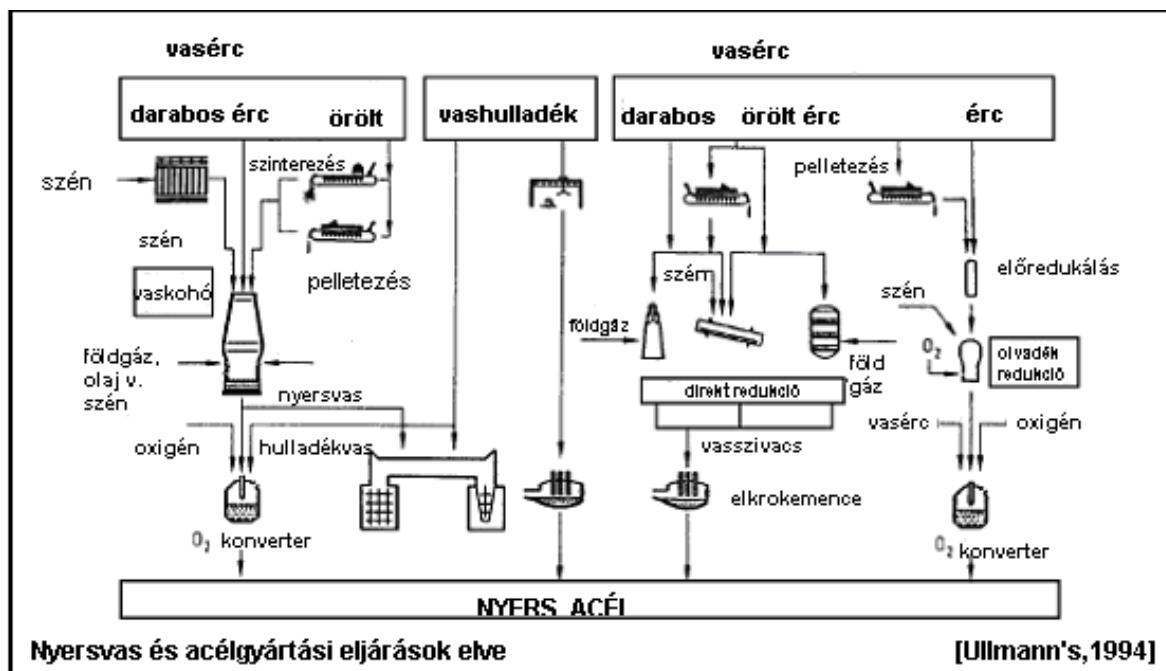 vasérc
vasérc
darabos érc
örölt
vashulladék
darabos
örölt érc
érc
szén
szinterezés
pelletezés
szén
pelletezés
vaskohó
szén
előredukálás
szén
földgáz
földgáz,
olaj v.
szén
föld
gáz
O₂
olvadék
redukció
nyersvas
direkt redukció
oxigén
hulladékvas
vasszivacs
vasérc
oxigén
elkrokemence
O₂ konverter
O₂ konverter
NYERS ACÉL
Nyersvas és acélgyártási eljárások elve
[Ullmann's,1994]